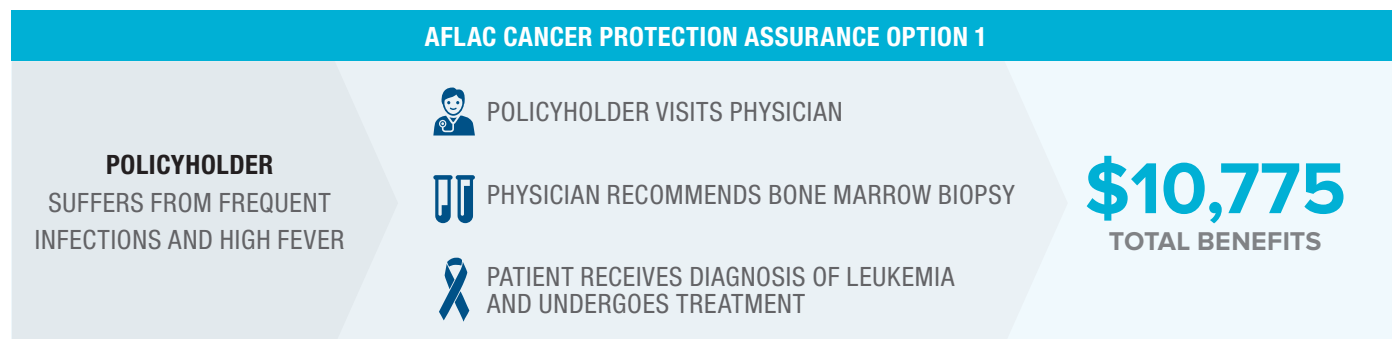 AFLAC CANCER PROTECTION ASSURANCE OPTION 1
POLICYHOLDER
SUFFERS FROM FREQUENT
INFECTIONS AND HIGH FEVER
POLICYHOLDER VISITS PHYSICIAN
PHYSICIAN RECOMMENDS BONE MARROW BIOPSY
PATIENT RECEIVES DIAGNOSIS OF LEUKEMIA
AND UNDERGOES TREATMENT
$10,775
TOTAL BENEFITS